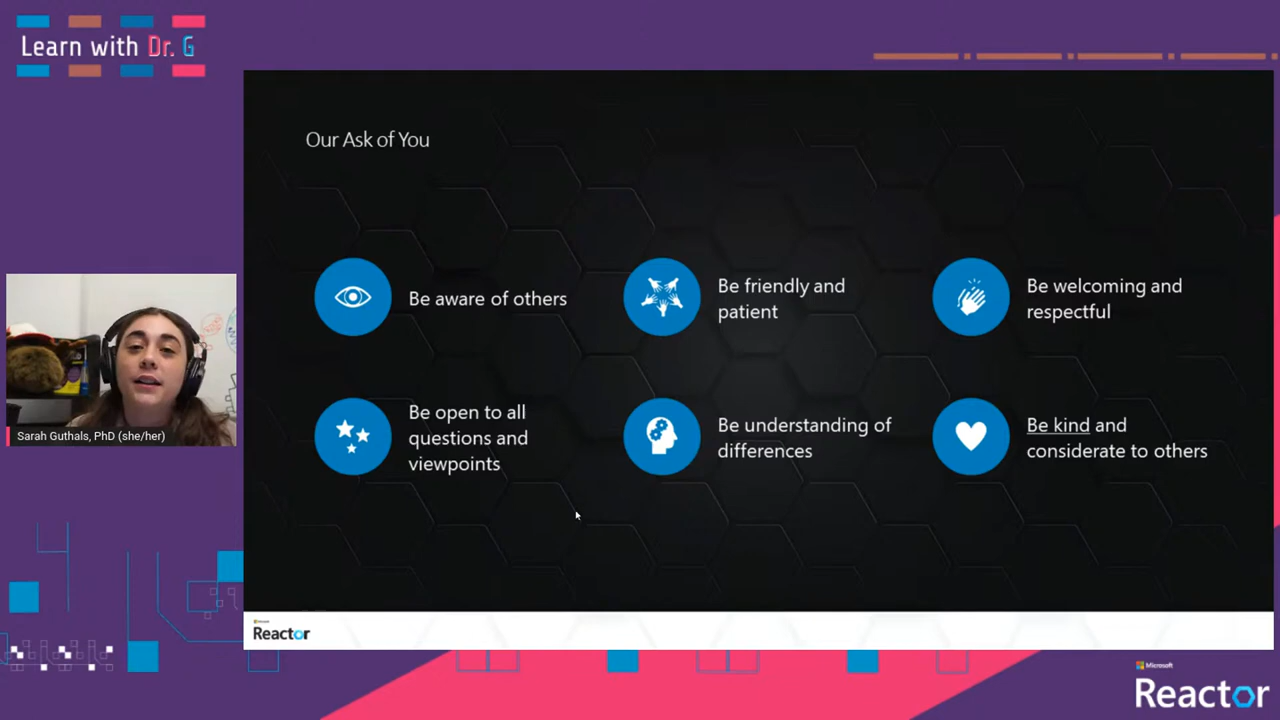 Learn with Dr. G
Our Ask of You
Be aware of others
Be friendly and
patient
Be welcoming and
respectful
Be open to all
questions and
viewpoints
Be understanding of
differences
Be kind and
considerate to others
Sarah Guthals, PhD (she/her)
Microsoft
Reactor
Microsoft
Reactor